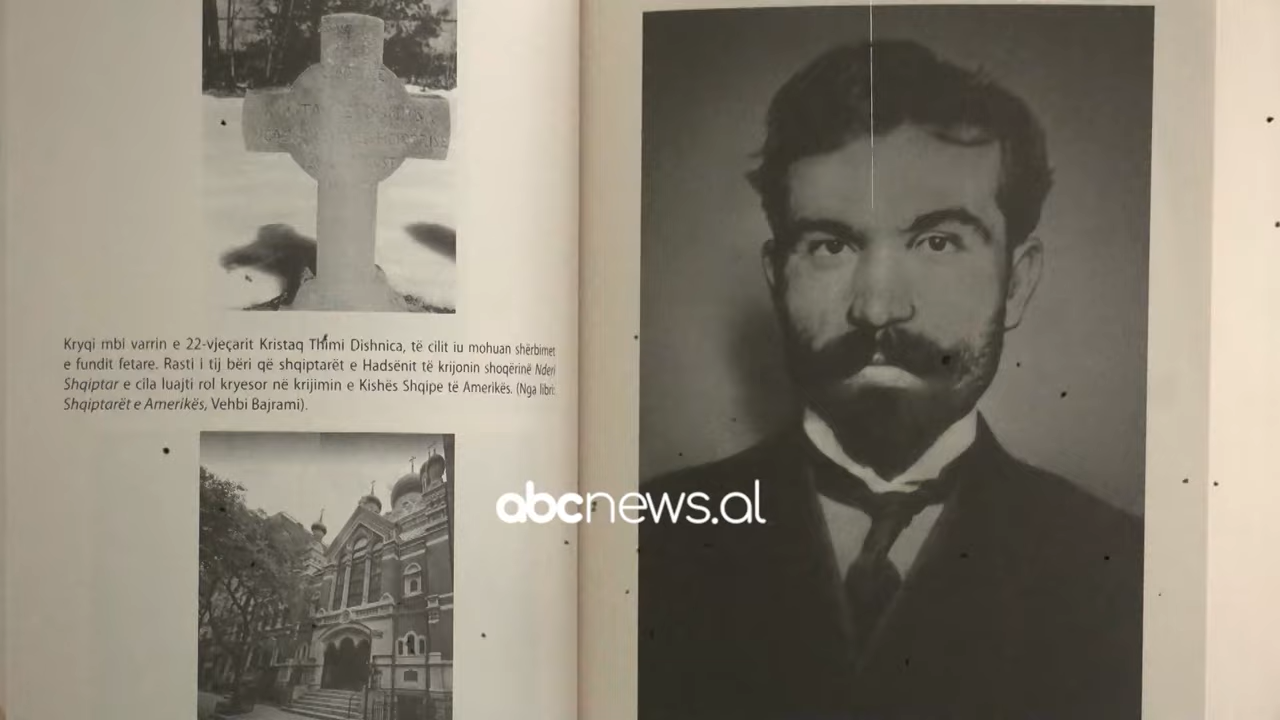 Kryqi mbi varrin e 22-vjeçarit Kristaq Thimi Dishnica, të cilit iu mohuan shërbimet
e fundit fetare. Rasti i tij bëri që shqiptarët e Hadsënit të krijonin shoqërinë Nderi
Shqiptar e cila luajti rol kryesor në krijimin e Kishës Shqipe të Amerikës. (Nga libri:
Shqiptarët e Amerikës, Vehbi Bajrami).
abcnews.al